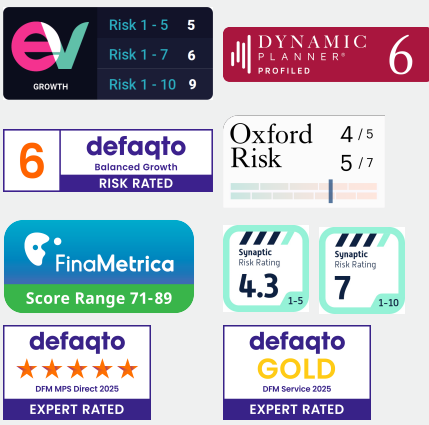 ev
GROWTH
Risk 1 - 5 5
Risk 1 - 7 6
Risk 1 - 10 9
DYNAMIC
PLANNER®
PROFILED
6
6
defaqto
Balanced Growth
RISK RATED
Oxford
Risk
4 / 5
5 / 7
FinaMetrica
Score Range 71-89
Synaptic
Risk Rating
4.3
1-5
Synaptic
Risk Rating
7
1-10
defaqto
DFM MPS Direct 2025
EXPERT RATED
defaqto
GOLD
DFM Service 2025
EXPERT RATED